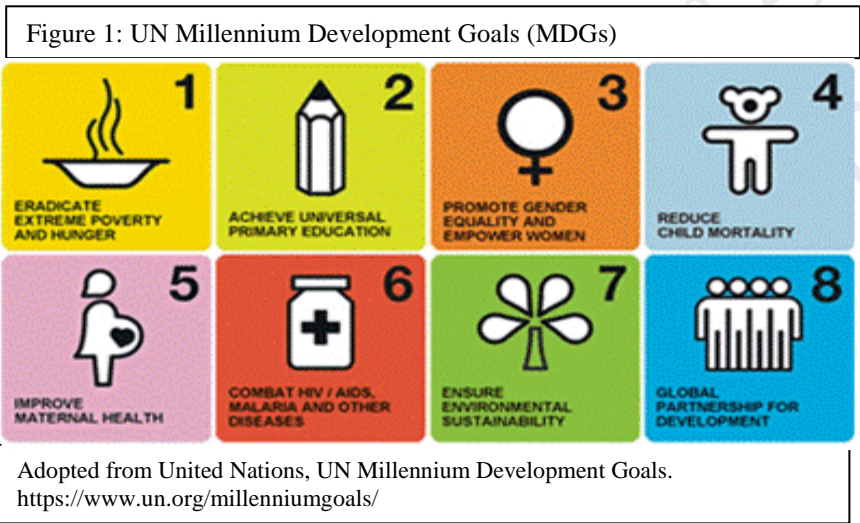 Figure 1: UN Millennium Development Goals (MDGs)
1
ERADICATE
EXTREME POVERTY
AND HUNGER
2
ACHIEVE UNIVERSAL
PRIMARY EDUCATION
3
PROMOTE GENDER
EQUALITY AND
EMPOWER WOMEN
4
REDUCE
CHILD MORTALITY
5
IMPROVE
MATERNAL HEALTH
6
COMBAT HIV / AIDS,
MALARIA AND OTHER
DISEASES
7
ENSURE
ENVIRONMENTAL
SUSTAINABILITY
8
GLOBAL
PARTNERSHIP FOR
DEVELOPMENT
Adopted from United Nations, UN Millennium Development Goals.
https://www.un.org/millenniumgoals/